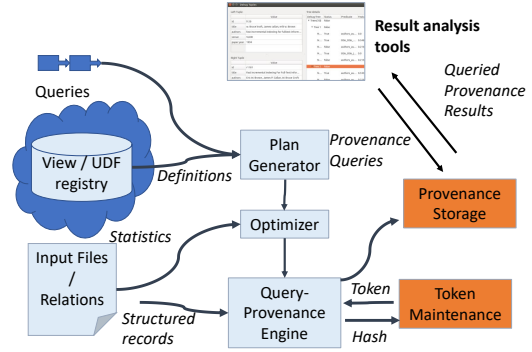 Result analysis
tools
Queries
Queried
Provenance
Results
Plan
Generator
Provenance
Queries
View / UDF
registry
Definitions
Provenance
Storage
Statistics
Optimizer
Input Files
/
Relations
Query-
Provenance
Engine
Token
Token
Maintenance
Structured
records
Hash